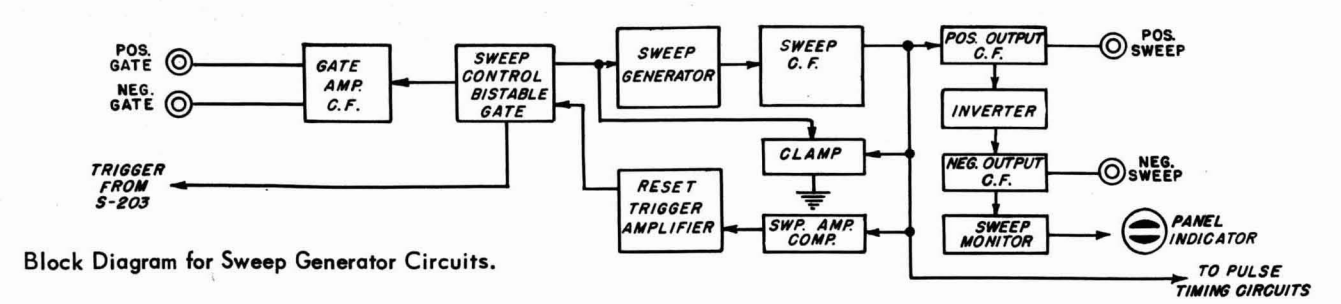 POS.
GATE
NEG.
GATE
GATE
AMP.
C.F.
SWEEP
CONTROL
BISTABLE
GATE
SWEEP
GENERATOR
SWEEP
C.F.
POS. OUTPUT
C.F.
POS.
SWEEP
INVERTER
CLAMP
NEG. OUTPUT
C.F.
NEG.
SWEEP
TRIGGER
FROM
S-203
RESET
TRIGGER
AMPLIFIER
SWP. AMP.
COMP.
SWEEP
MONITOR
PANEL
INDICATOR
TO PULSE
TIMING CIRCUITS
Block Diagram for Sweep Generator Circuits.